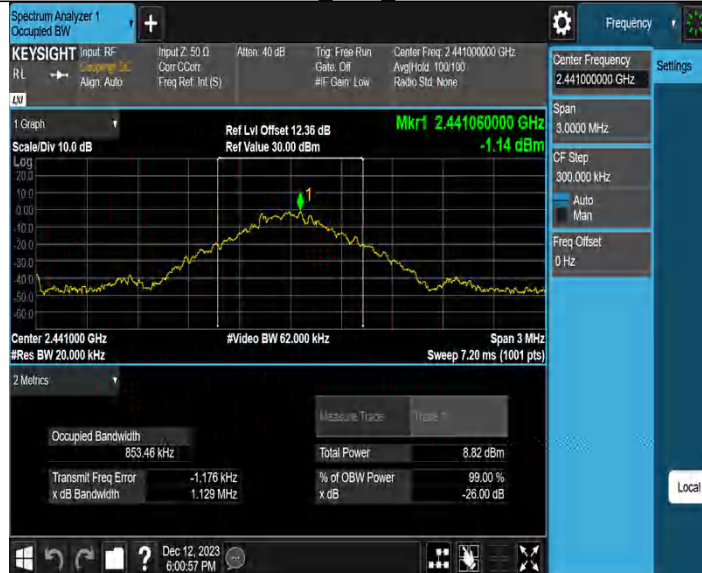 Spectrum Analyzer 1
Occupied BW
Frequency
Settings
KEYSIGHT Input: RF Input Z: 50 Ω Atten: 40 dB Trig: Free Run Center Freq: 2.441000000 GHz
RL Coupling: DC Corr CCorr Gate: Off Avg|Hold: 100/100
Align: Auto Freq Ref: Int (S) #IF Gain: Low Radio Std: None
LNI
1 Graph
Scale/Div 10.0 dB
Ref Lvl Offset 12.36 dB
Ref Value 30.00 dBm
Mkr1 2.441060000 GHz
-1.14 dBm
Log
20.0
10.0
0.00
-10.0
-20.0
-30.0
-40.0
-50.0
-60.0
1
Center 2.441000 GHz #Video BW 62.000 kHz Span 3 MHz
#Res BW 20.000 kHz Sweep 7.20 ms (1001 pts)
2 Metrics
Measure Trace Trace 1
Occupied Bandwidth
853.46 kHz
Total Power 8.82 dBm
Transmit Freq Error -1.176 kHz
% of OBW Power 99.00 %
x dB Bandwidth 1.129 MHz
x dB -26.00 dB
Center Frequency
2.441000000 GHz
Span
3.0000 MHz
CF Step
300.000 kHz
Auto
Man
Freq Offset
0 Hz
Local
Dec 12, 2023
6:00:57 PM